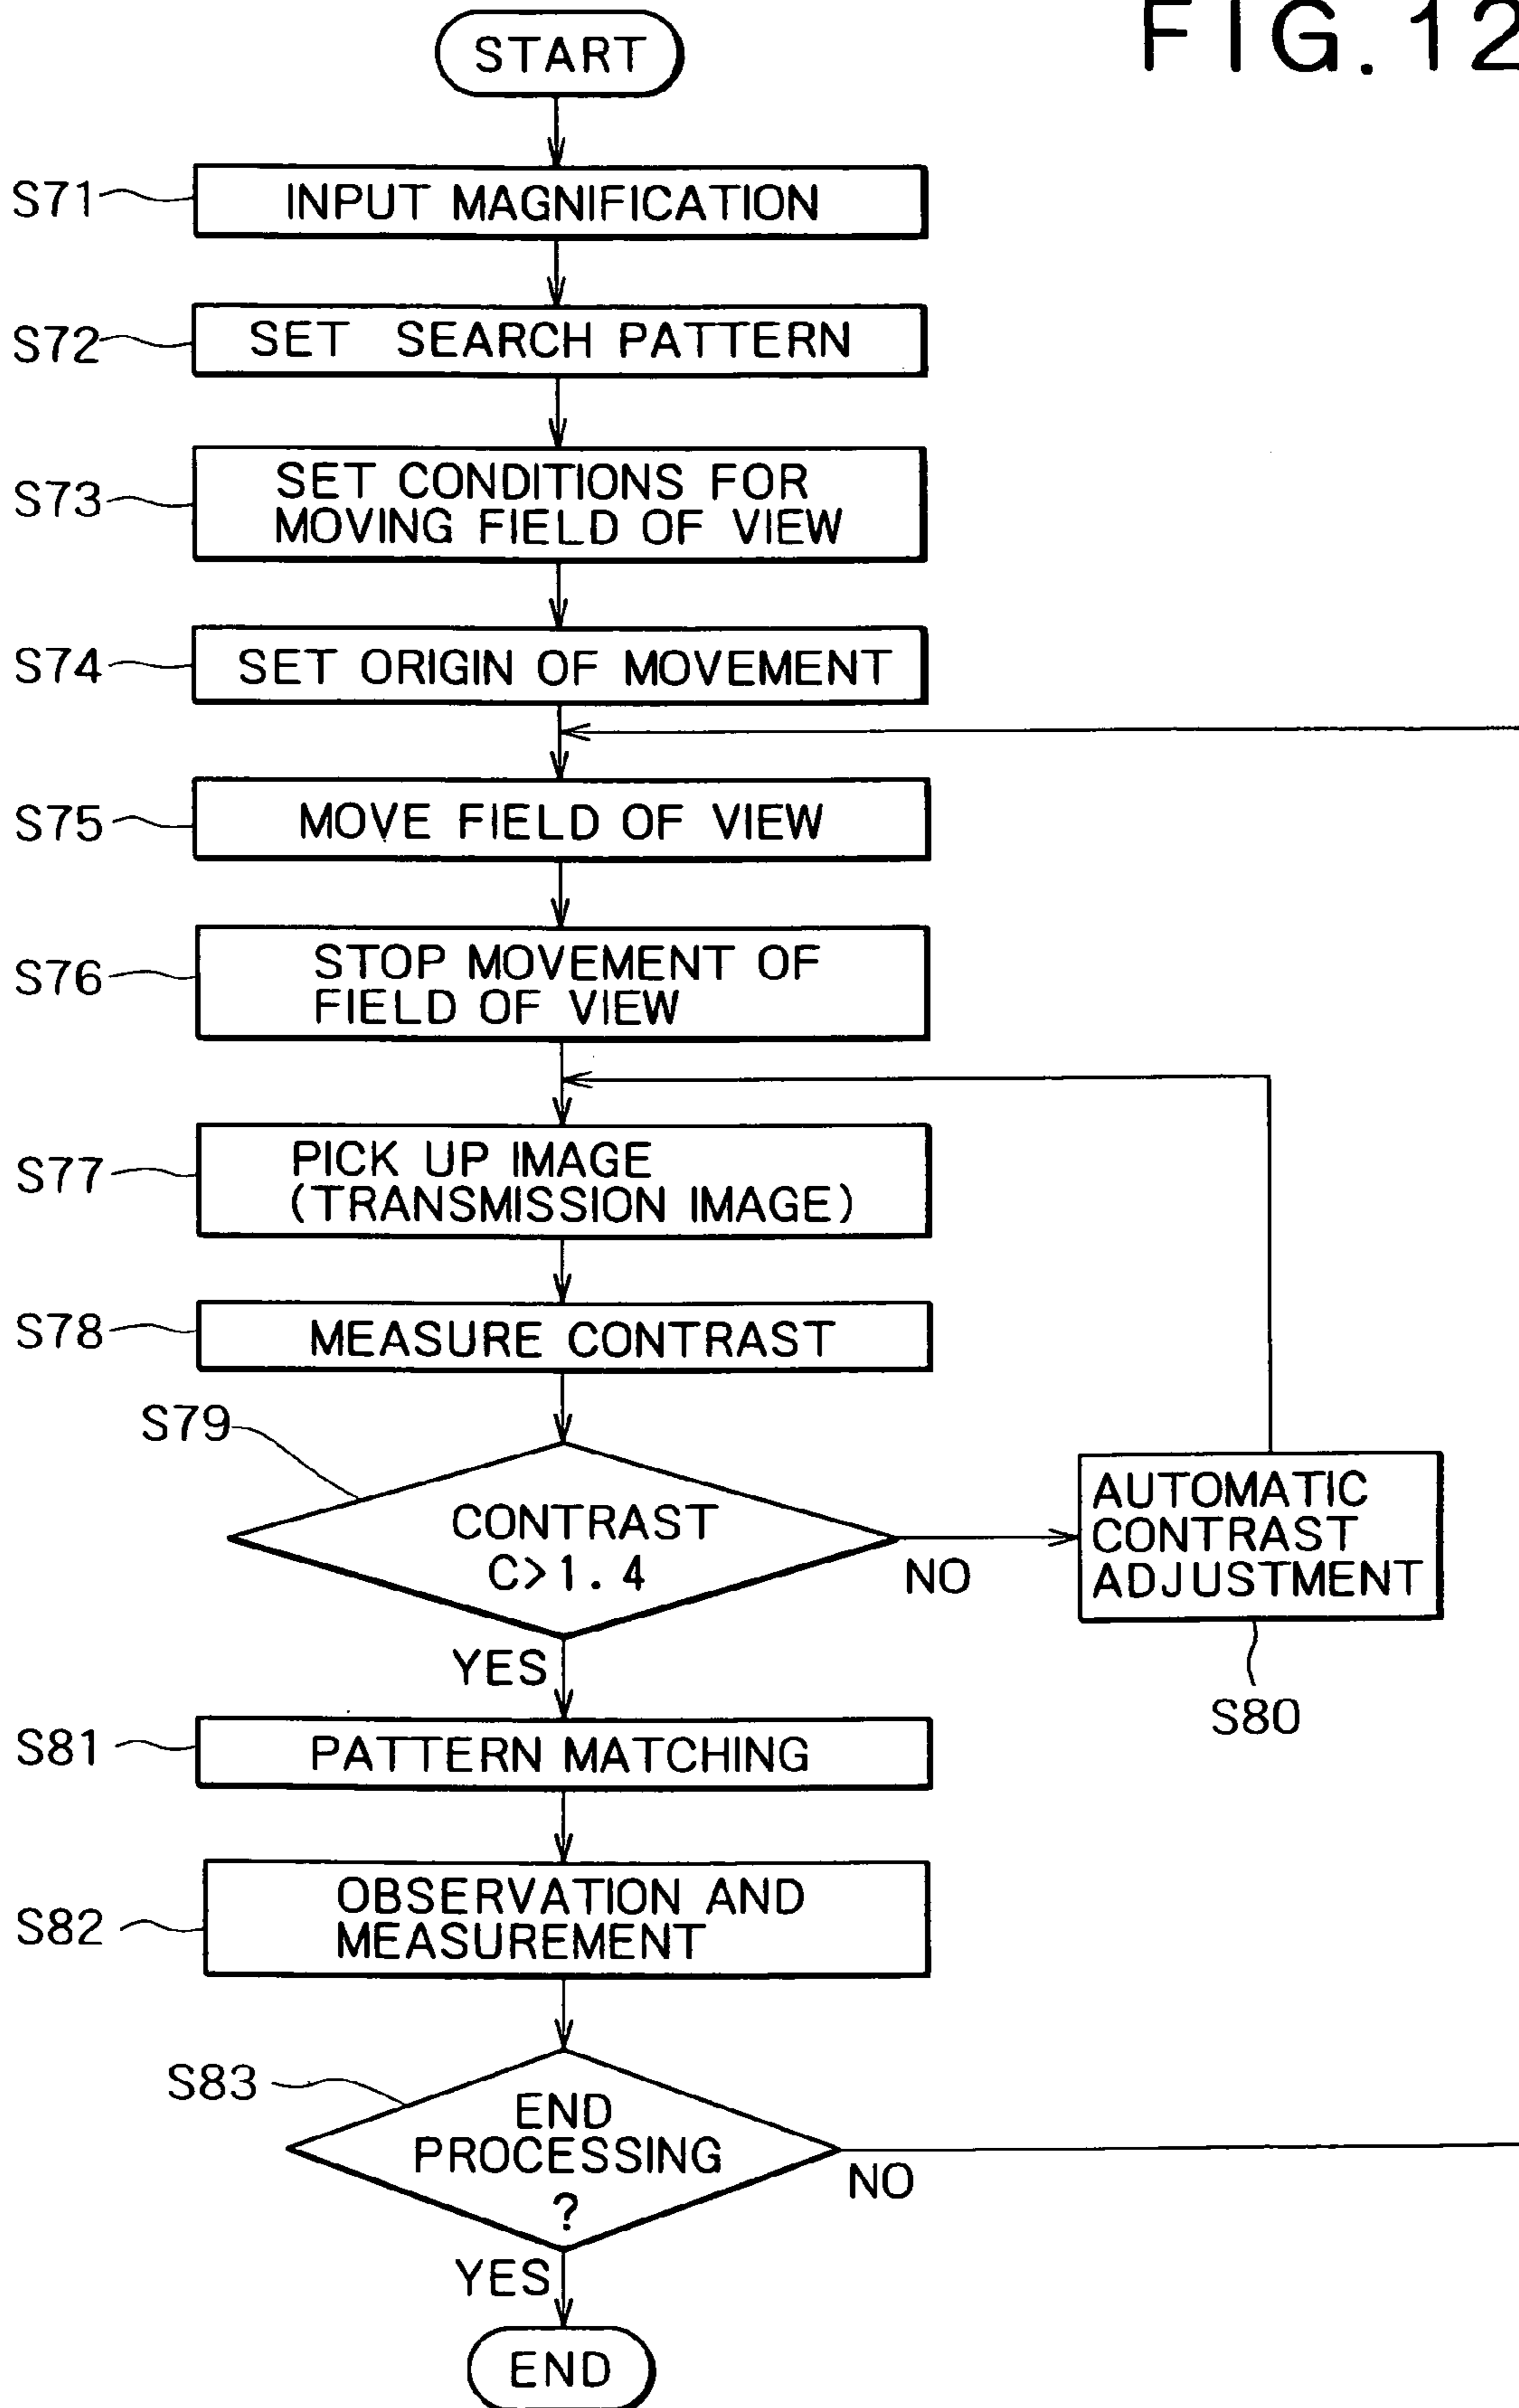 FIG.12
START
S71
INPUT MAGNIFICATION
S72
SET SEARCH PATTERN
S73
SET CONDITIONS FOR
MOVING FIELD OF VIEW
S74
SET ORIGIN OF MOVEMENT
S75
MOVE FIELD OF VIEW
S76
STOP MOVEMENT OF
FIELD OF VIEW
S77
PICK UP IMAGE
(TRANSMISSION IMAGE)
S78
MEASURE CONTRAST
S79
CONTRAST
C>1.4
NO
AUTOMATIC
CONTRAST
ADJUSTMENT
S80
YES
S81
PATTERN MATCHING
S82
OBSERVATION AND
MEASUREMENT
S83
END
PROCESSING
?
NO
YES
END